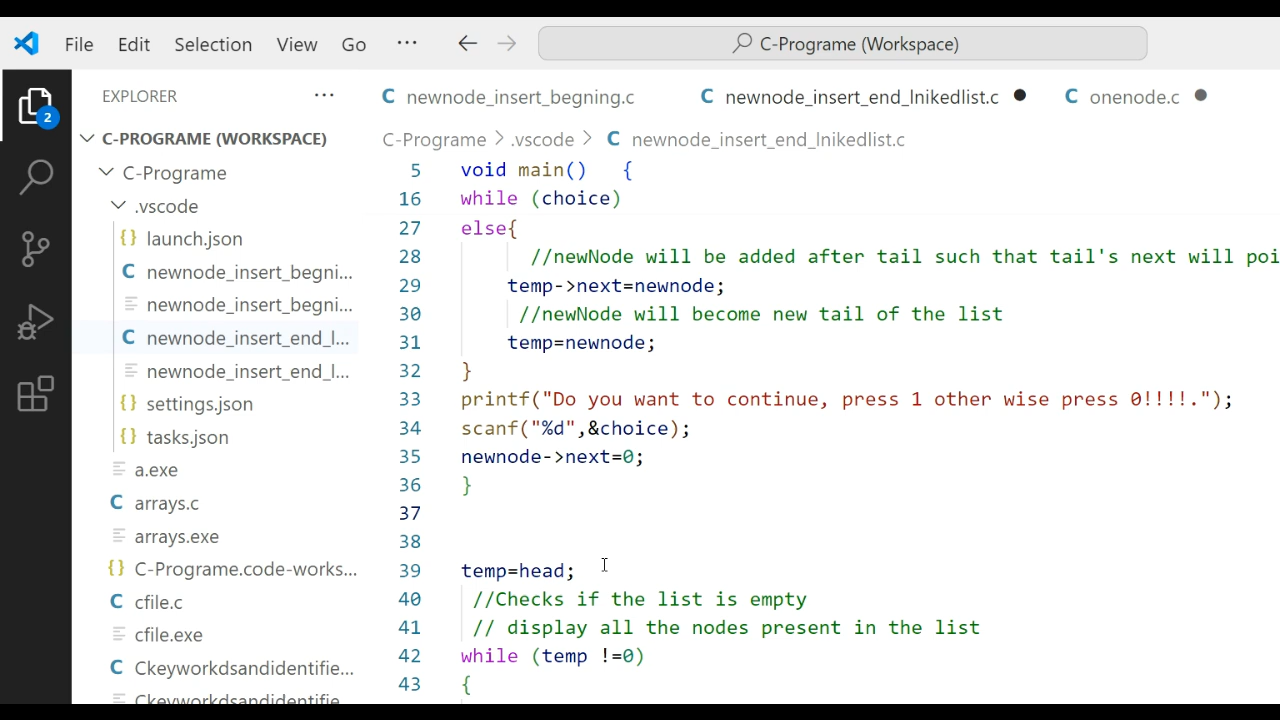 File Edit Selection View Go ··· C-Programe (Workspace)
EXPLORER ···
C newnode_insert_begning.c C newnode_insert_end_lnikedlist.c C onenode.c
C-PROGRAME (WORKSPACE)
C-Programe > .vscode > C newnode_insert_end_lnikedlist.c
2
C-Programe
.vscode
{} launch.json
C newnode_insert_begni...
newnode_insert_begni...
C newnode_insert_end_l...
newnode_insert_end_l...
{} settings.json
{} tasks.json
a.exe
C arrays.c
arrays.exe
{} C-Programe.code-works...
C cfile.c
cfile.exe
C Ckeyworkdsandidentifie...
Ckeyworkdsandidentifie
5 void main() {
16 while (choice)
27 else{
28 //newNode will be added after tail such that tail's next will poi
29 temp->next=newnode;
30 //newNode will become new tail of the list
31 temp=newnode;
32 }
33 printf("Do you want to continue, press 1 other wise press 0!!!!.");
34 scanf("%d",&choice);
35 newnode->next=0;
36 }
37
38
39 temp=head;
40 //Checks if the list is empty
41 // display all the nodes present in the list
42 while (temp !=0)
43 {